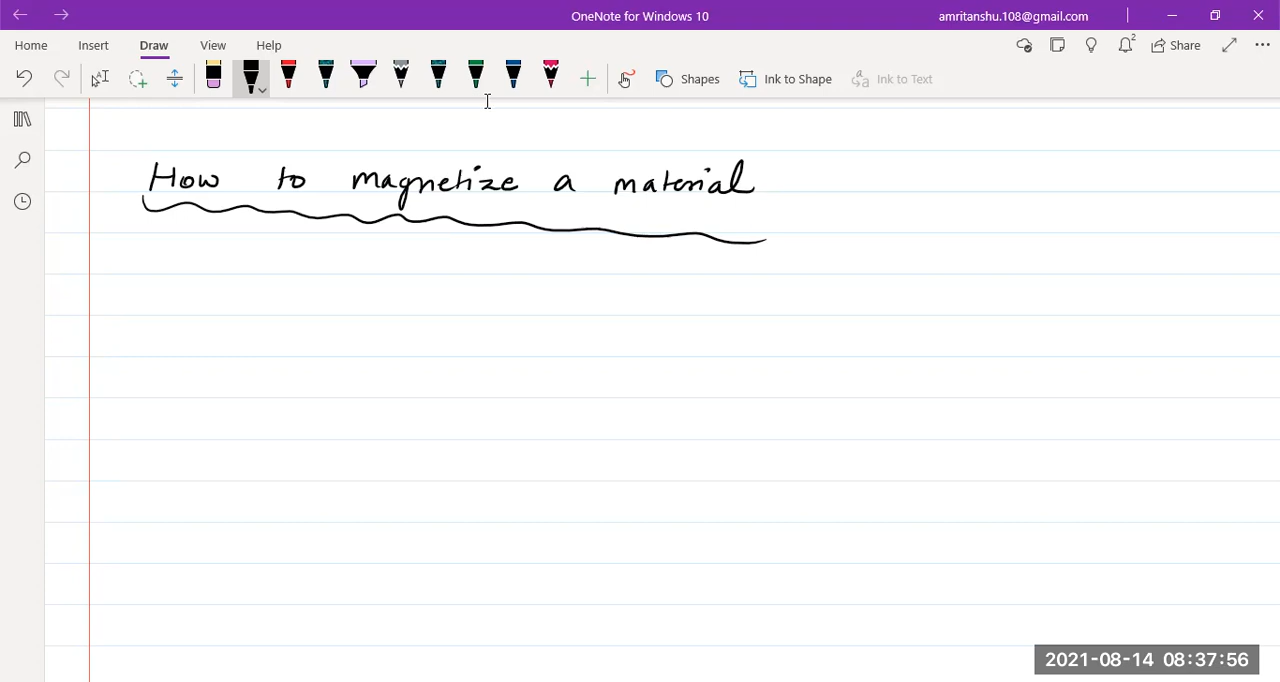 OneNote for Windows 10
amritanshu.108@gmail.com
Home Insert Draw View Help
2
Share
Shapes
Ink to Shape
Ink to Text
How to magnetize a material
2021-08-14 08:37:56